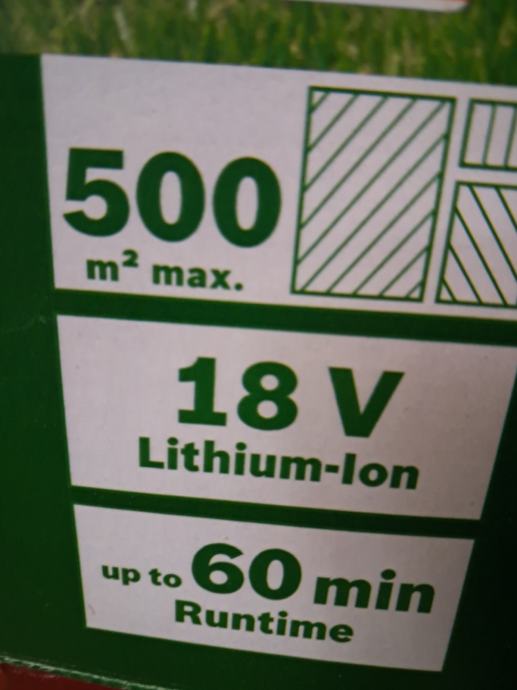 500
m² max.
18 V
Lithium-Ion
up to 60 min
Runtime